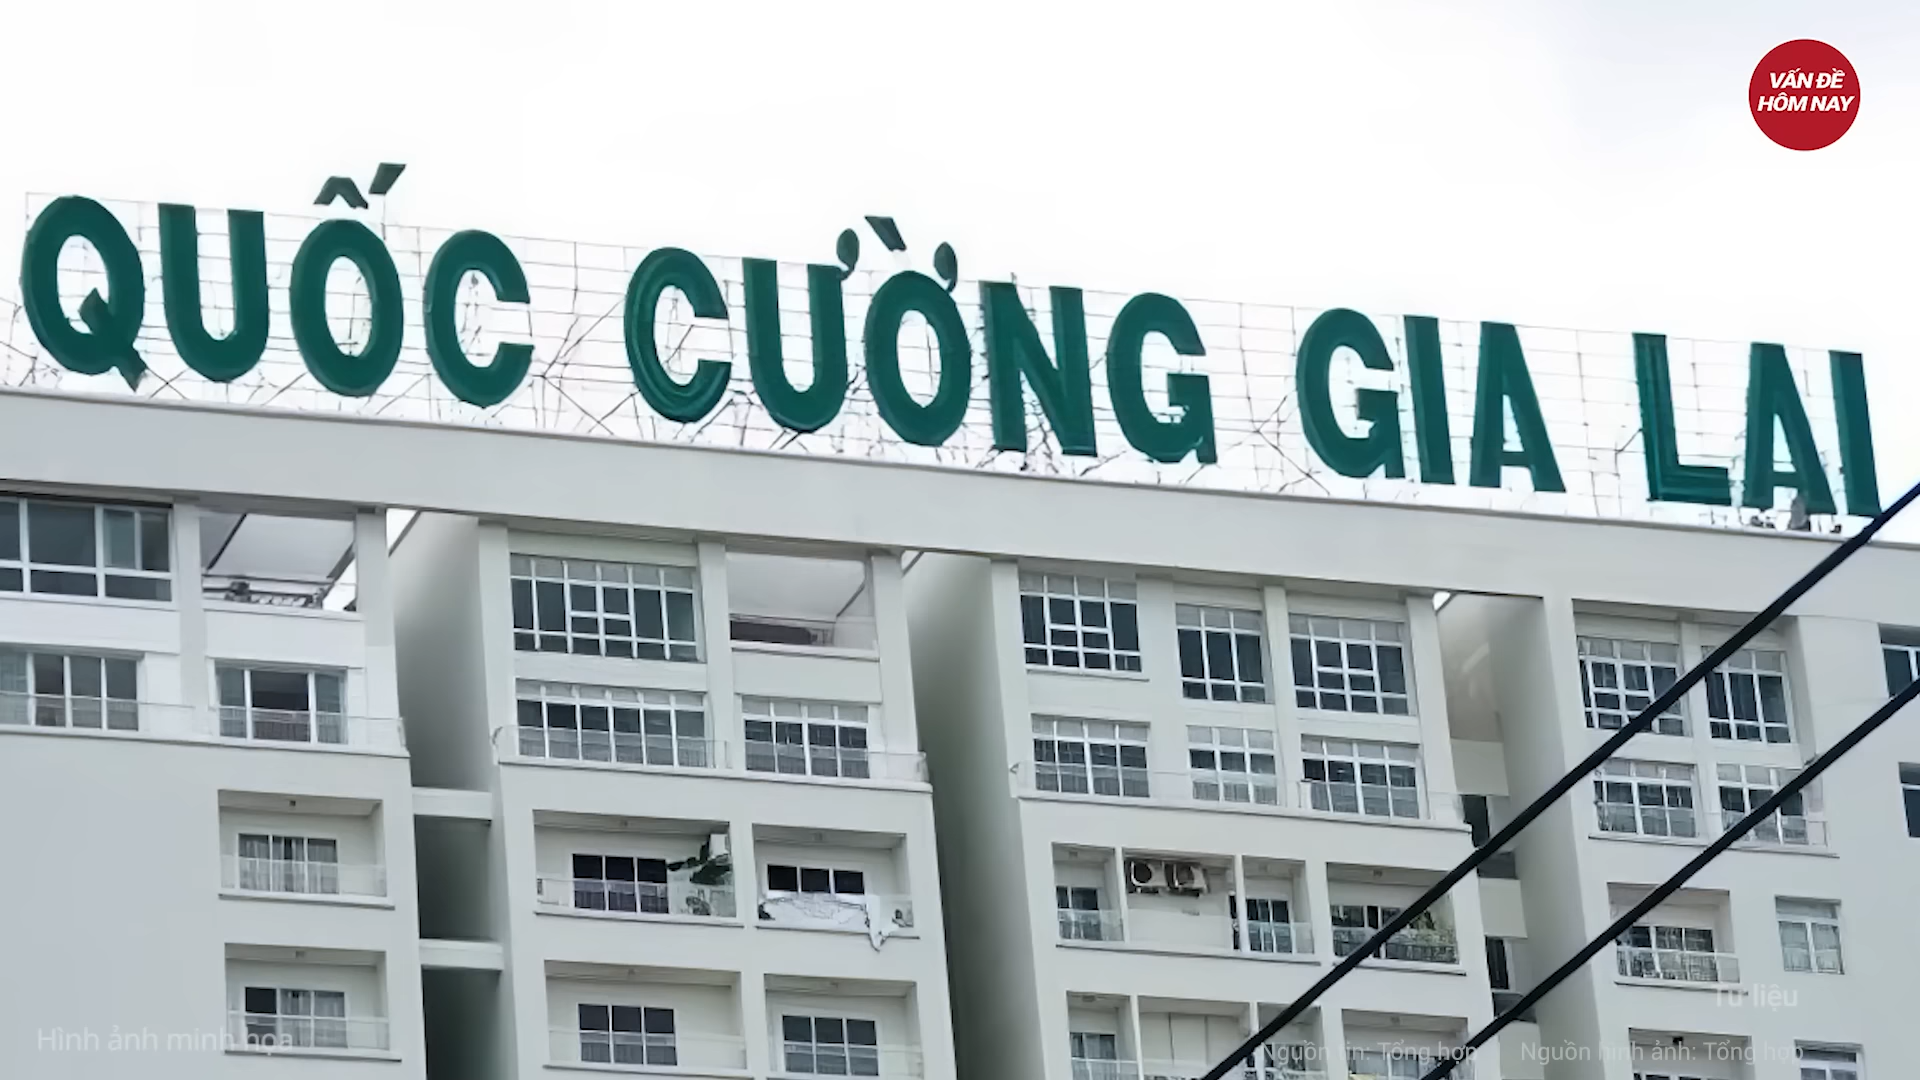 VẤN ĐỀ
HÔM NAY
QUỐC CƯỜNG GIA LAI
Tư liệu
Hình ảnh minh họa
Nguồn tin: Tổng hợp | Nguồn hình ảnh: Tổng hợp